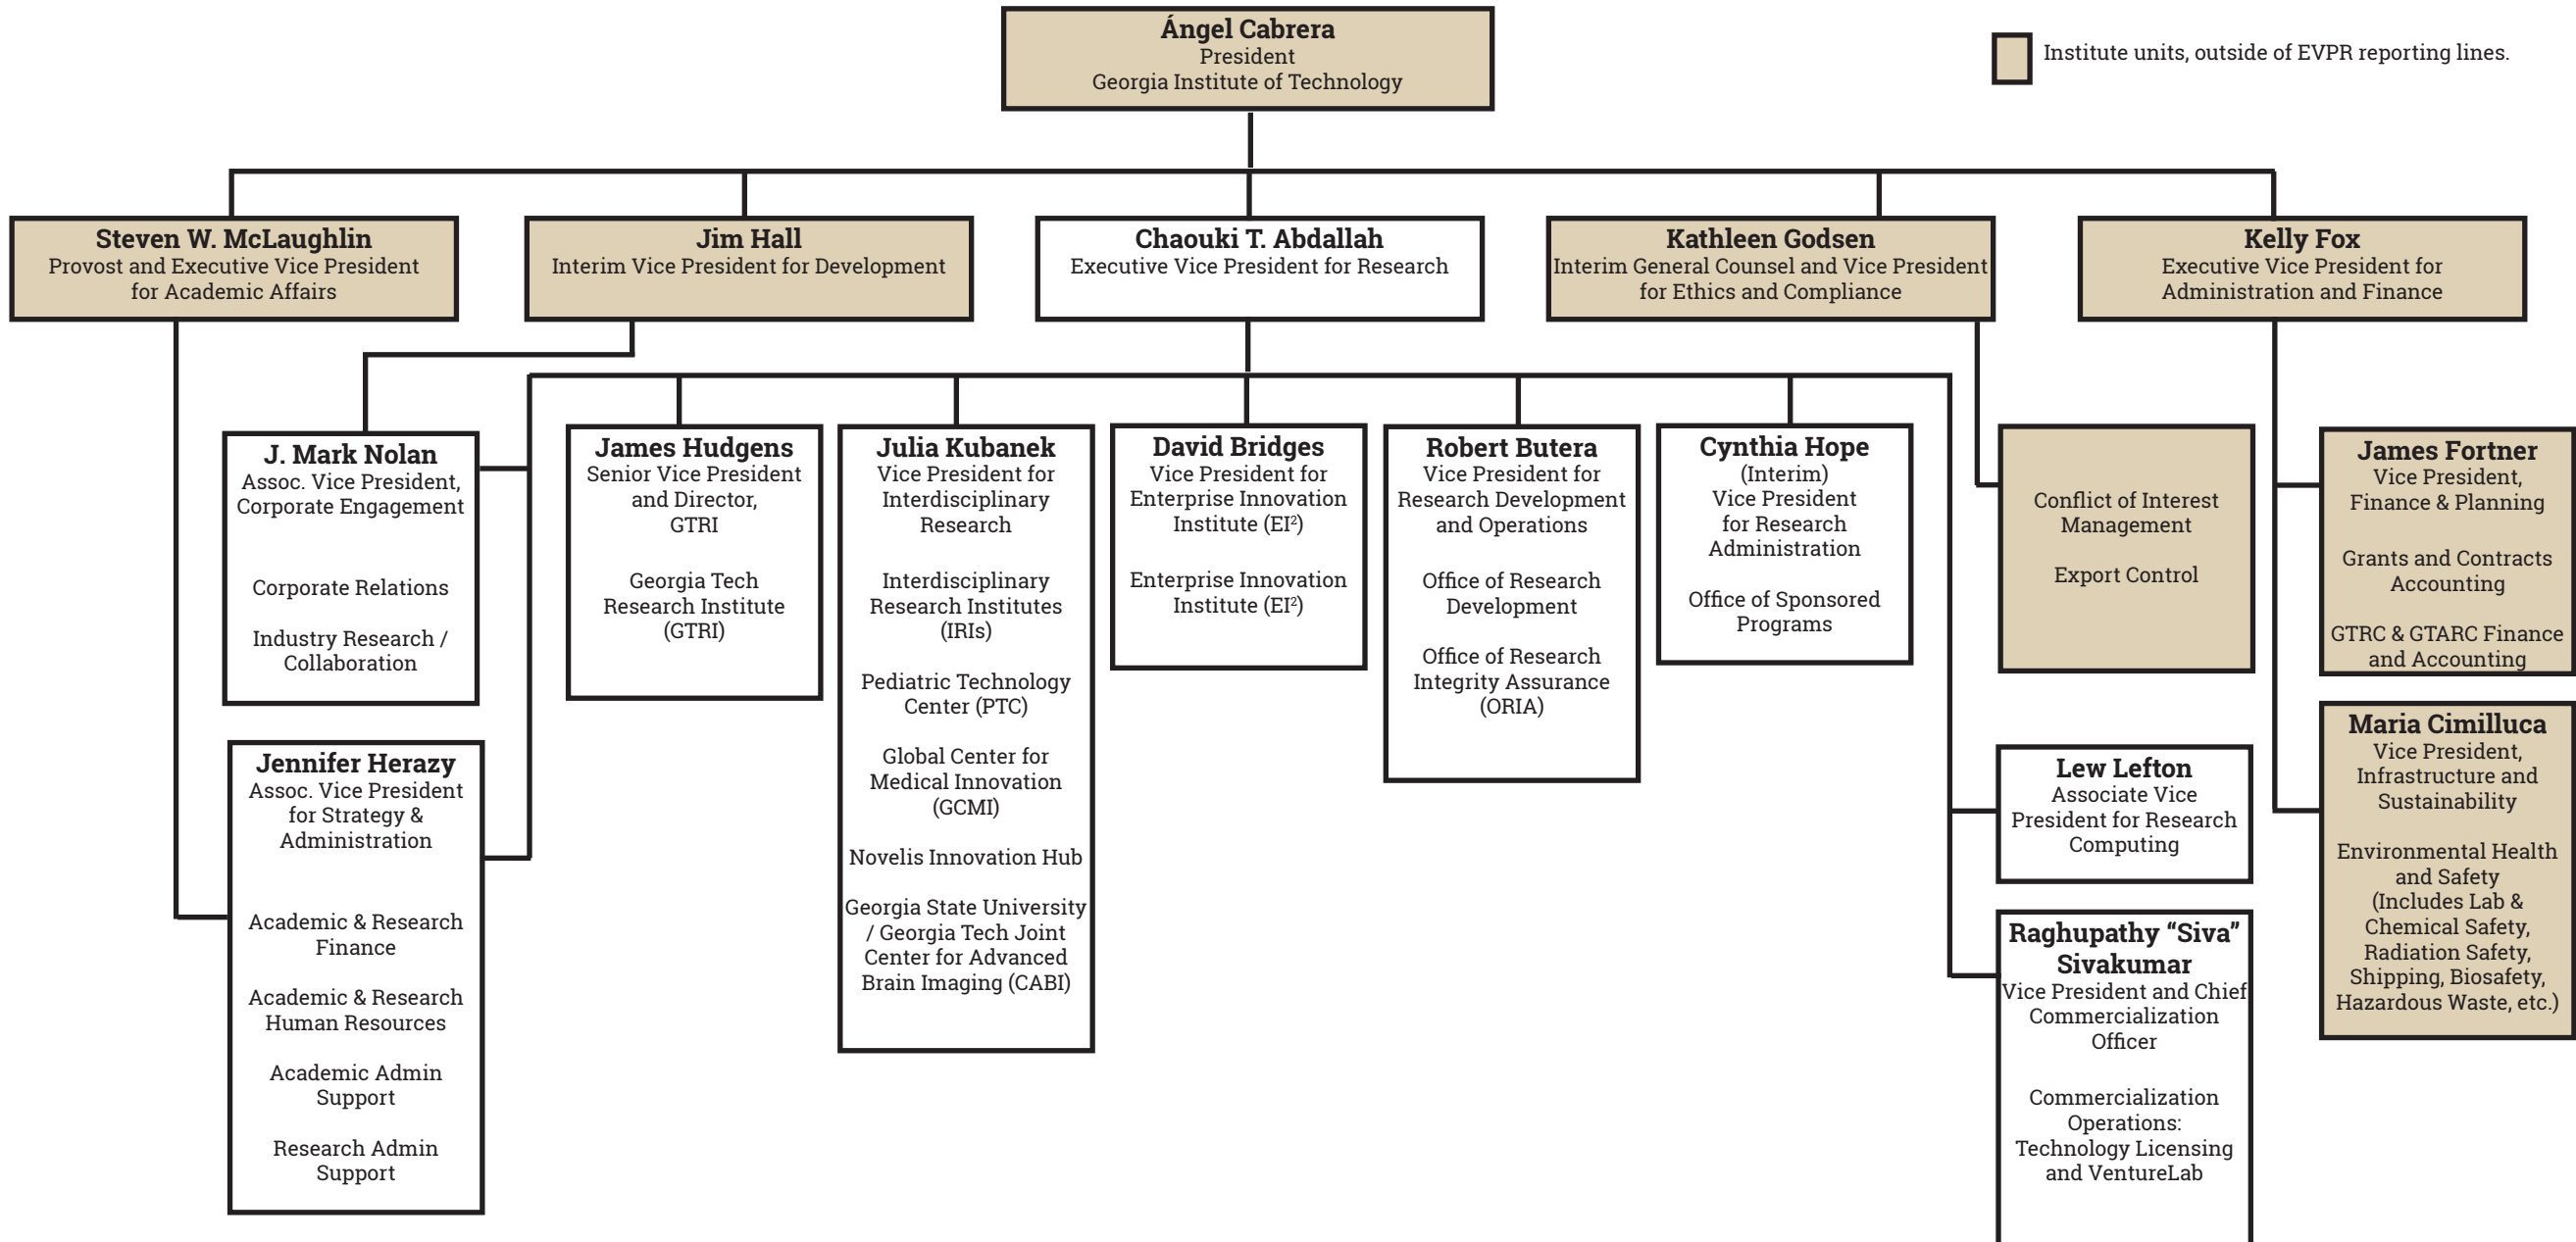 Ángel Cabrera
President
Georgia Institute of Technology
Institute units, outside of EVPR reporting lines.
Steven W. McLaughlin
Provost and Executive Vice President
for Academic Affairs
Jim Hall
Interim Vice President for Development
Chaouki T. Abdallah
Executive Vice President for Research
Kathleen Godsen
Interim General Counsel and Vice President
for Ethics and Compliance
Kelly Fox
Executive Vice President for
Administration and Finance
J. Mark Nolan
Assoc. Vice President,
Corporate Engagement
Corporate Relations
Industry Research /
Collaboration
James Hudgens
Senior Vice President
and Director,
GTRI
Georgia Tech
Research Institute
(GTRI)
Julia Kubanek
Vice President for
Interdisciplinary
Research
Interdisciplinary
Research Institutes
(IRIs)
Pediatric Technology
Center (PTC)
Global Center for
Medical Innovation
(GCMI)
Novelis Innovation Hub
Georgia State University
/ Georgia Tech Joint
Center for Advanced
Brain Imaging (CABI)
David Bridges
Vice President for
Enterprise Innovation
Institute (EI²)
Enterprise Innovation
Institute (EI²)
Robert Butera
Vice President for
Research Development
and Operations
Office of Research
Development
Office of Research
Integrity Assurance
(ORIA)
Cynthia Hope
(Interim)
Vice President
for Research
Administration
Office of Sponsored
Programs
Conflict of Interest
Management
Export Control
James Fortner
Vice President,
Finance & Planning
Grants and Contracts
Accounting
GTRC & GTARC Finance
and Accounting
Jennifer Herazy
Assoc. Vice President
for Strategy &
Administration
Academic & Research
Finance
Academic & Research
Human Resources
Academic Admin
Support
Research Admin
Support
Lew Lefton
Associate Vice
President for Research
Computing
Raghupathy “Siva”
Sivakumar
Vice President and Chief
Commercialization
Officer
Commercialization
Operations:
Technology Licensing
and VentureLab
Maria Cimilluca
Vice President,
Infrastructure and
Sustainability
Environmental Health
and Safety
(Includes Lab &
Chemical Safety,
Radiation Safety,
Shipping, Biosafety,
Hazardous Waste, etc.)